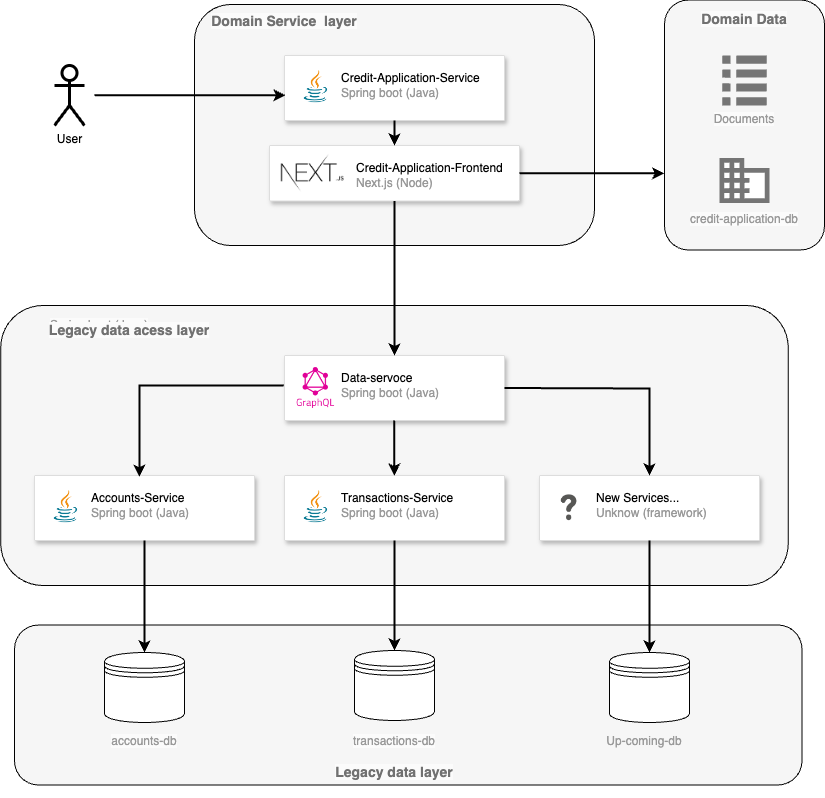 Domain Service layer
Domain Data
Credit-Application-Service
Spring boot (Java)
Documents
User
NEXT.JS
Credit-Application-Frontend
Next.js (Node)
credit-application-db
Legacy data acess layer
Data-servoce
Spring boot (Java)
GraphQL
Accounts-Service
Spring boot (Java)
Transactions-Service
Spring boot (Java)
?
New Services...
Unknow (framework)
accounts-db
transactions-db
Up-coming-db
Legacy data layer